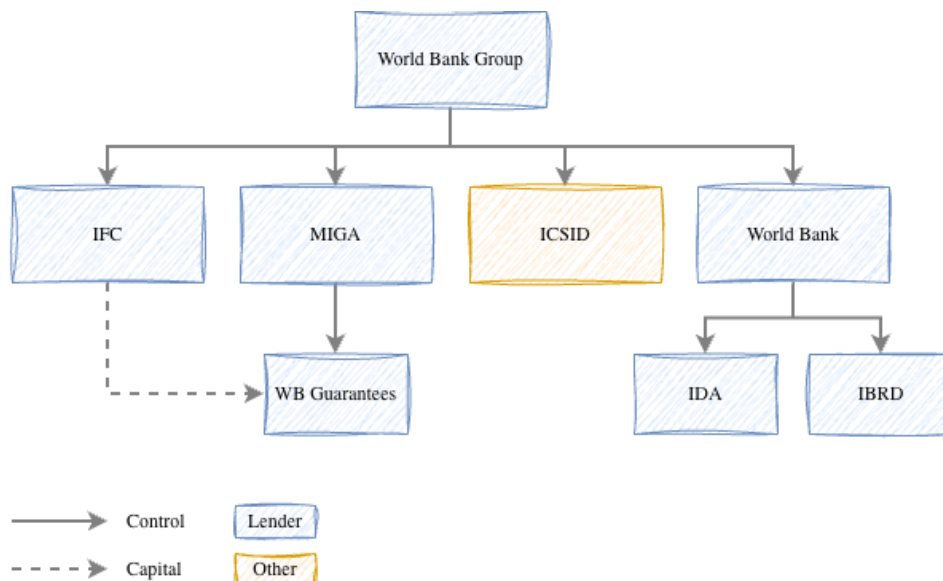 World Bank Group
IFC
MIGA
ICSID
World Bank
WB Guarantees
IDA
IBRD
Control
Lender
Capital
Other